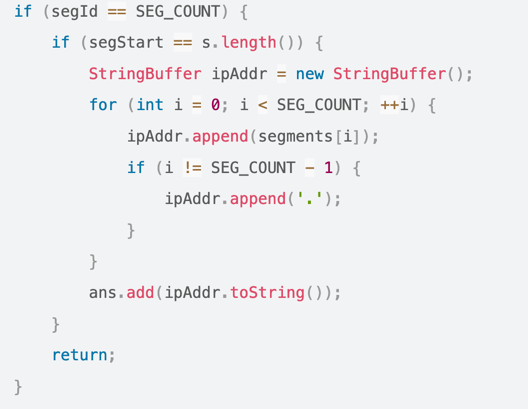 if (segId == SEG_COUNT) {
    if (segStart == s.length()) {
        StringBuffer ipAddr = new StringBuffer();
        for (int i = 0; i < SEG_COUNT; ++i) {
            ipAddr.append(segments[i]);
            if (i != SEG_COUNT - 1) {
                ipAddr.append('.');
            }
        }
        ans.add(ipAddr.toString());
    }
    return;
}